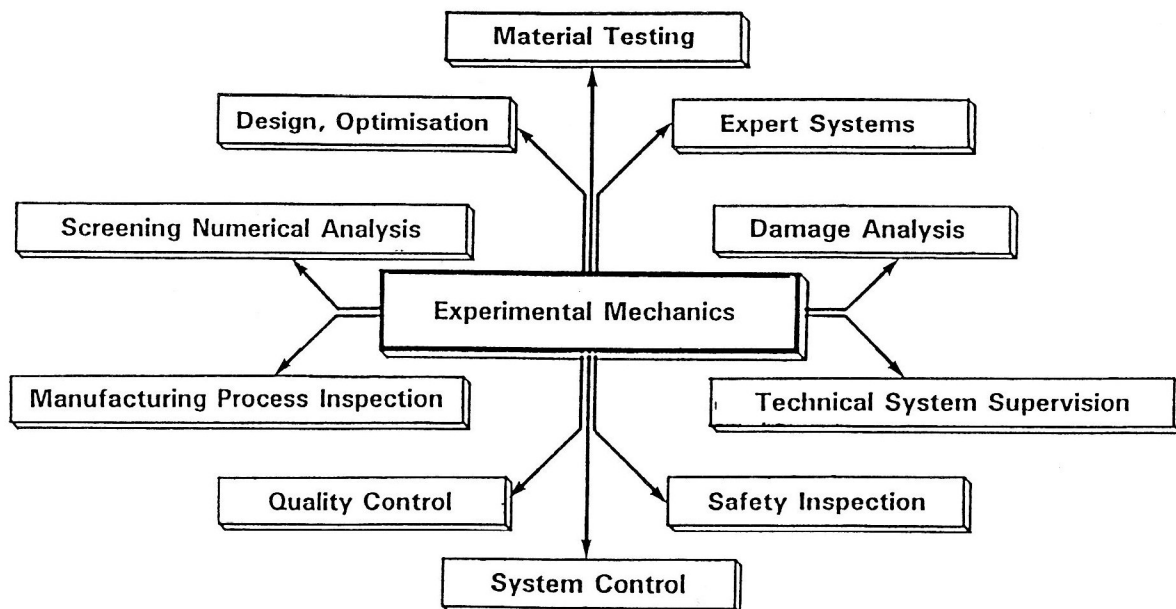 Material Testing
Design, Optimisation
Expert Systems
Screening Numerical Analysis
Damage Analysis
Experimental Mechanics
Manufacturing Process Inspection
Technical System Supervision
Quality Control
Safety Inspection
System Control